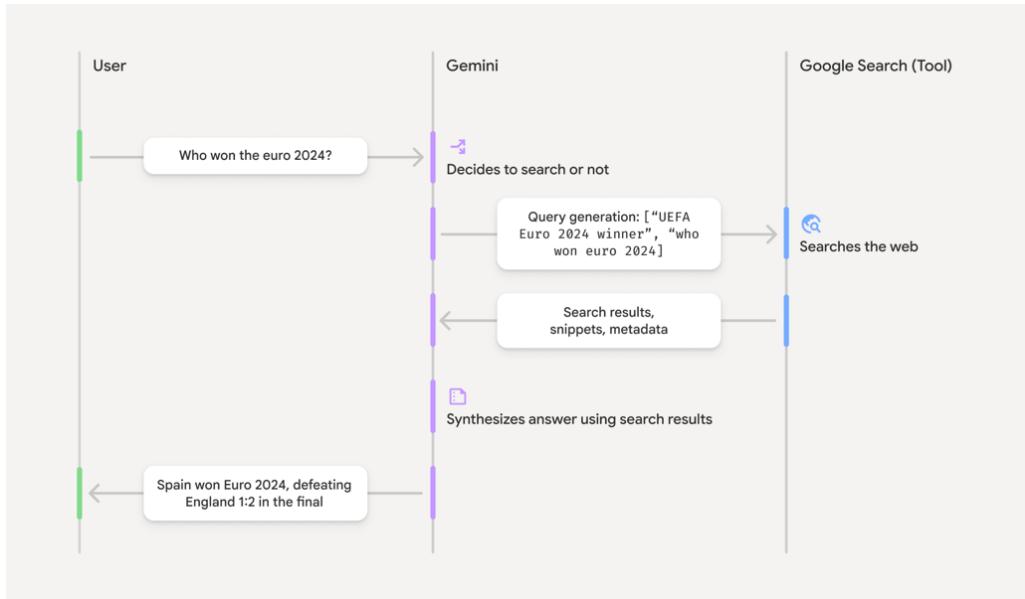 User
Gemini
Google Search (Tool)
Who won the euro 2024?
Decides to search or not
Query generation: [“UEFA
Euro 2024 winner”, “who
won euro 2024]
Searches the web
Search results,
snippets, metadata
Synthesizes answer using search results
Spain won Euro 2024, defeating
England 1:2 in the final